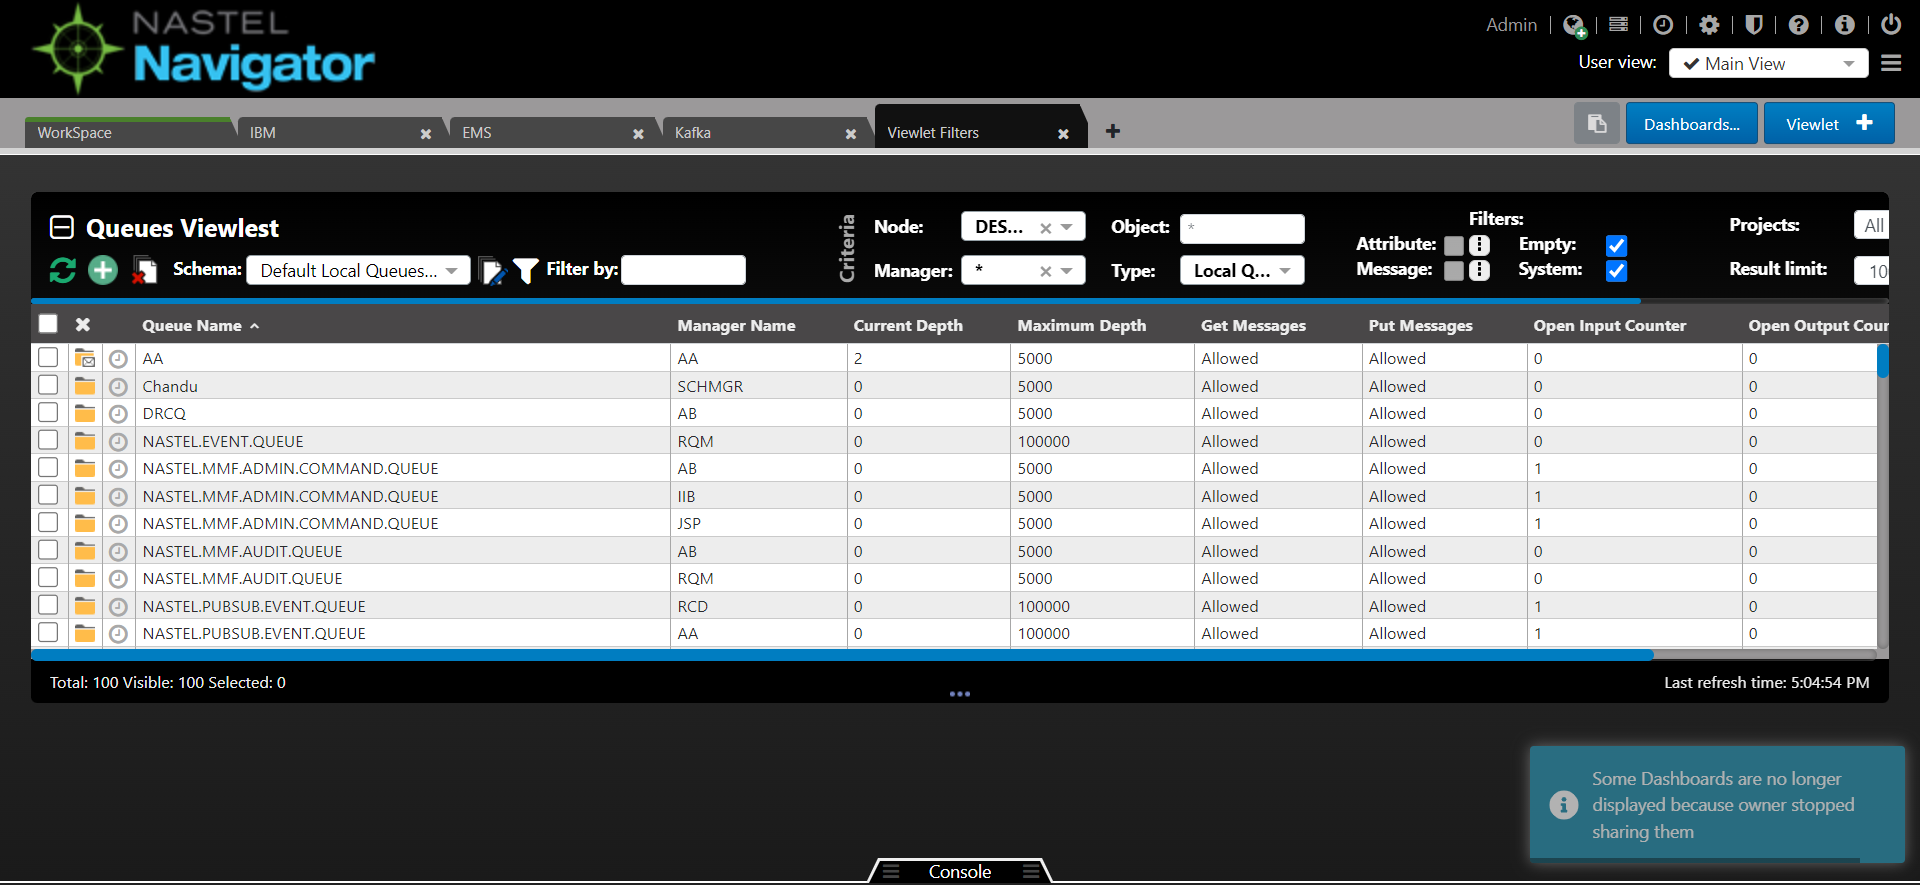 NASTEL
Navigator
Admin
User view: Main View
WorkSpace IBM EMS Kafka Viewlet Filters
Dashboards... Viewlet
Queues Viewlest
Schema: Default Local Queues... Filter by:
Criteria
Node: DES... Object: *
Manager: * Type: Local Q...
Filters:
Attribute: Empty:
Message: System:
Projects: All
Result limit: 10
Queue Name Manager Name Current Depth Maximum Depth Get Messages Put Messages Open Input Counter Open Output Coun
AA AA 2 5000 Allowed Allowed 0 0
Chandu SCHMGR 0 5000 Allowed Allowed 0 0
DRCQ AB 0 5000 Allowed Allowed 0 0
NASTEL.EVENT.QUEUE RQM 0 100000 Allowed Allowed 0 0
NASTEL.MMF.ADMIN.COMMAND.QUEUE AB 0 5000 Allowed Allowed 1 0
NASTEL.MMF.ADMIN.COMMAND.QUEUE IIB 0 5000 Allowed Allowed 1 0
NASTEL.MMF.ADMIN.COMMAND.QUEUE JSP 0 5000 Allowed Allowed 1 0
NASTEL.MMF.AUDIT.QUEUE AB 0 5000 Allowed Allowed 0 0
NASTEL.MMF.AUDIT.QUEUE RQM 0 5000 Allowed Allowed 0 0
NASTEL.PUBSUB.EVENT.QUEUE RCD 0 100000 Allowed Allowed 1 0
NASTEL.PUBSUB.EVENT.QUEUE AA 0 100000 Allowed Allowed 1 0
Total: 100 Visible: 100 Selected: 0
Last refresh time: 5:04:54 PM
Some Dashboards are no longer
displayed because owner stopped
sharing them
Console